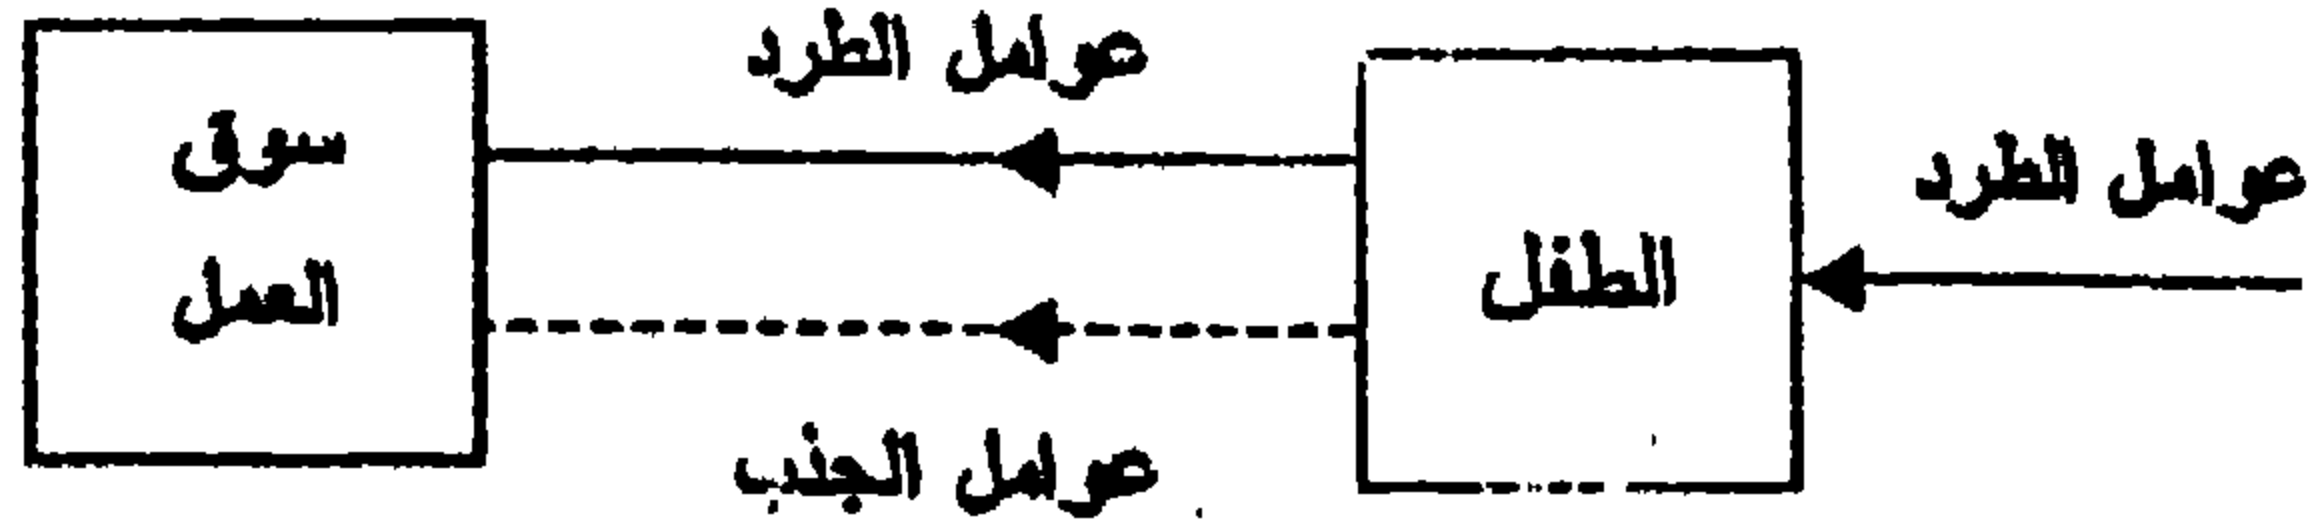 عوامل الطرد
الطفل
عوامل الطرد
عوامل الجذب
سوق
العمل